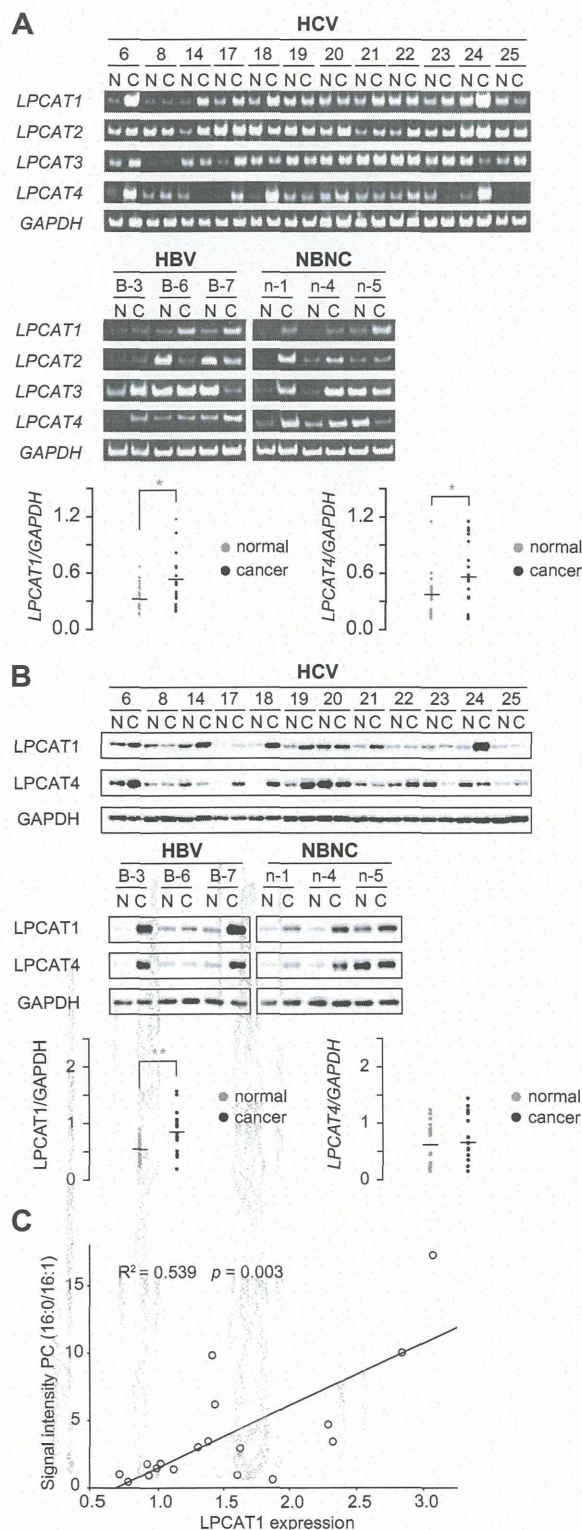 A
HCV
6 8 14 17 18 19 20 21 22 23 24 25
N C N C N C N C N C N C N C N C N C N C N C N C
LPCAT1
LPCAT2
LPCAT3
LPCAT4
GAPDH
HBV NBNC
B-3 B-6 B-7 n-1 n-4 n-5
N C N C N C N C N C N C
LPCAT1
LPCAT2
LPCAT3
LPCAT4
GAPDH
* *
LPCAT1/GAPDH
1.2
0.6
0.0
normal
cancer
LPCAT4/GAPDH
1.2
0.6
0.0
normal
cancer
B
HCV
6 8 14 17 18 19 20 21 22 23 24 25
N C N C N C N C N C N C N C N C N C N C N C N C
LPCAT1
LPCAT4
GAPDH
HBV NBNC
B-3 B-6 B-7 n-1 n-4 n-5
N C N C N C N C N C N C
LPCAT1
LPCAT4
GAPDH
**
LPCAT1/GAPDH
2
1
0
normal
cancer
LPCAT4/GAPDH
2
1
0
normal
cancer
C
R² = 0.539 p = 0.003
Signal intensity PC (16:0/16:1)
15
10
5
0
0.5 1.0 1.5 2.0 2.5 3.0
LPCAT1 expression